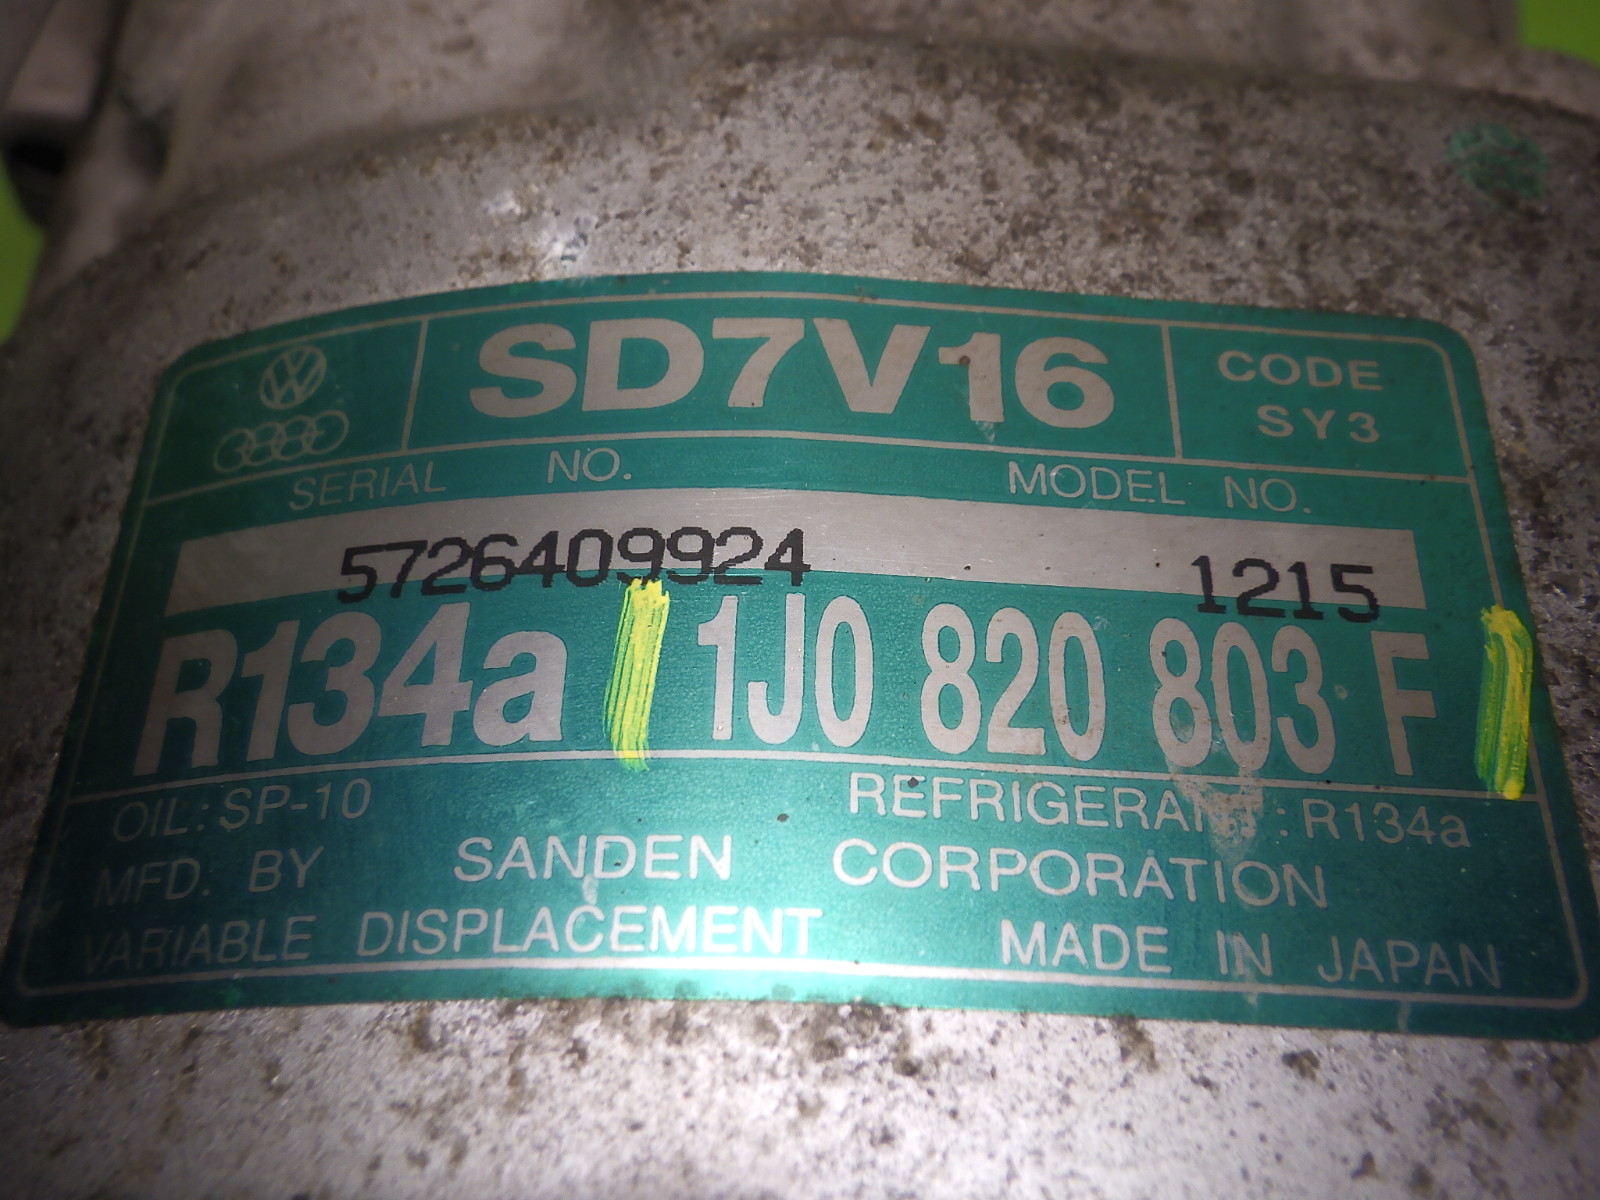 SD7V16 CODE
SY3
SERIAL NO. MODEL NO.
5726409924 1215
R134a 1J0 820 803 F
OIL: SP-10 REFRIGERANT : R134a
MFD. BY SANDEN CORPORATION
VARIABLE DISPLACEMENT MADE IN JAPAN